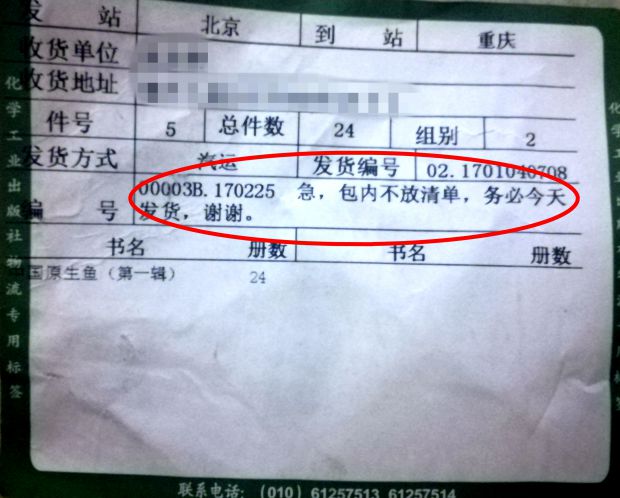 发 站 北京 到 站 重庆
收货单位
收货地址
件号 5 总件数 24 组别 2
发货方式 汽运 发货编号 02.1701040708
编 号 00003B.170225 急，包内不放清单，务必今天
发货，谢谢。
书名 册数 书名 册数
中国原生鱼（第一辑） 24
化学工业出版社物流专用标签
联系电话：（010）61257513 61257514